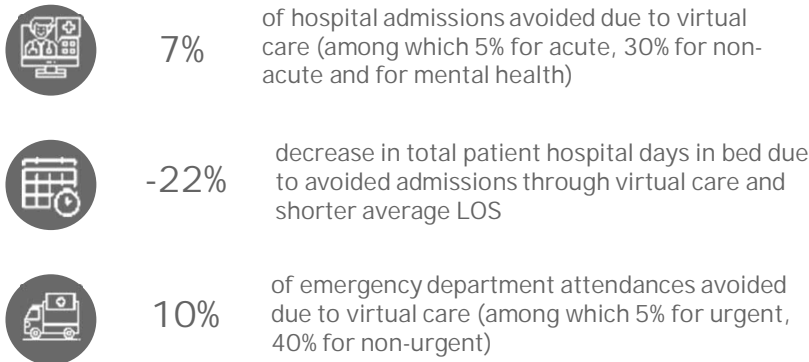 7%
of hospital admissions avoided due to virtual
care (among which 5% for acute, 30% for non-
acute and for mental health)
-22%
decrease in total patient hospital days in bed due
to avoided admissions through virtual care and
shorter average LOS
10%
of emergency department attendances avoided
due to virtual care (among which 5% for urgent,
40% for non-urgent)